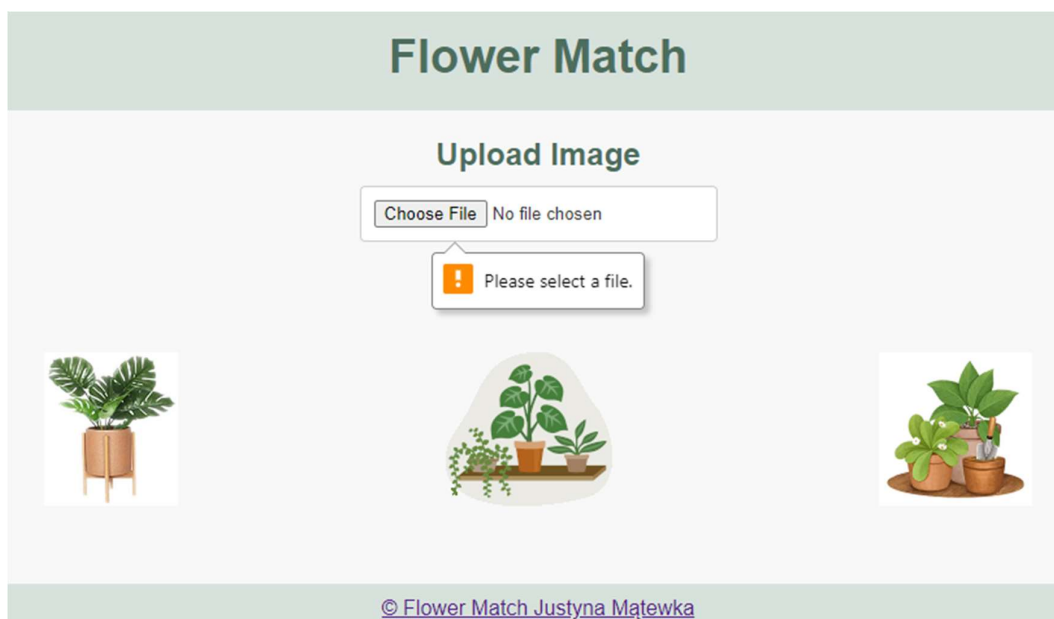 Flower Match
Upload Image
Choose File No file chosen
Please select a file.
© Flower Match Justyna Mątewka